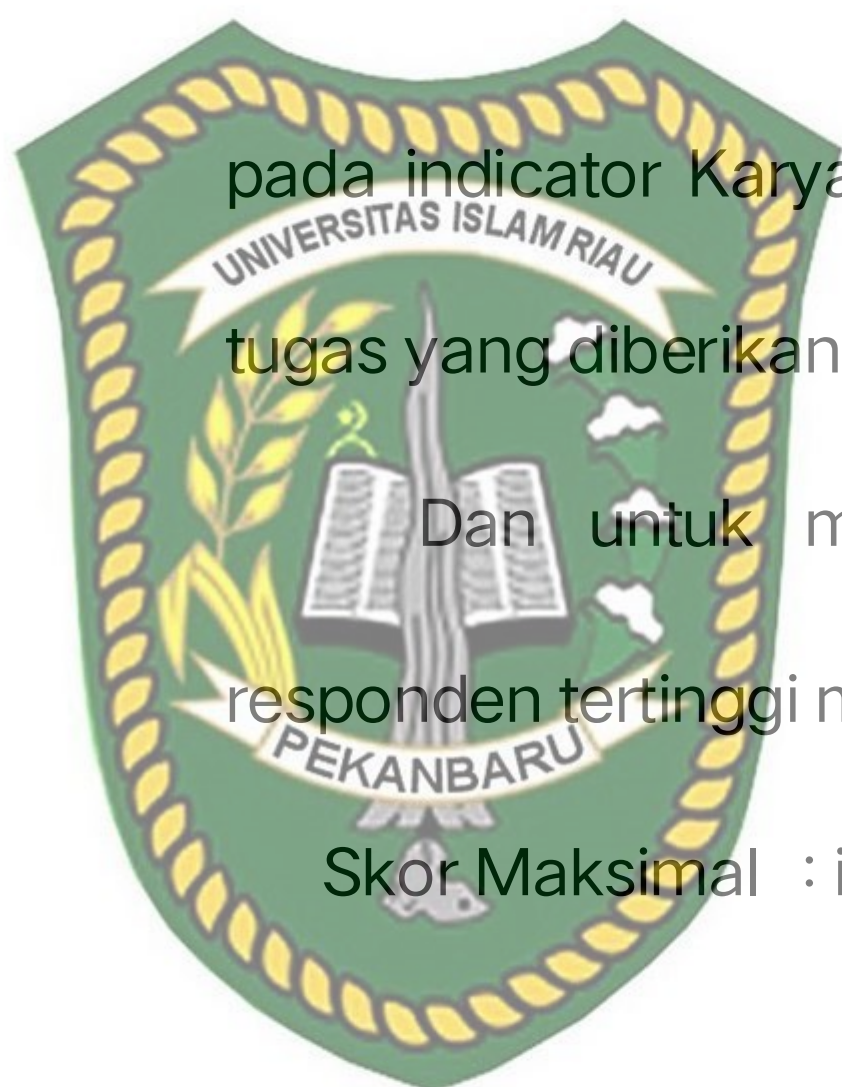 pada indicator Karya
UNIVERSITAS ISLAM RIAU
tugas yang diberikan
Dan untuk m
responden tertinggi n
PEKANBARU
Skor Maksimal : i